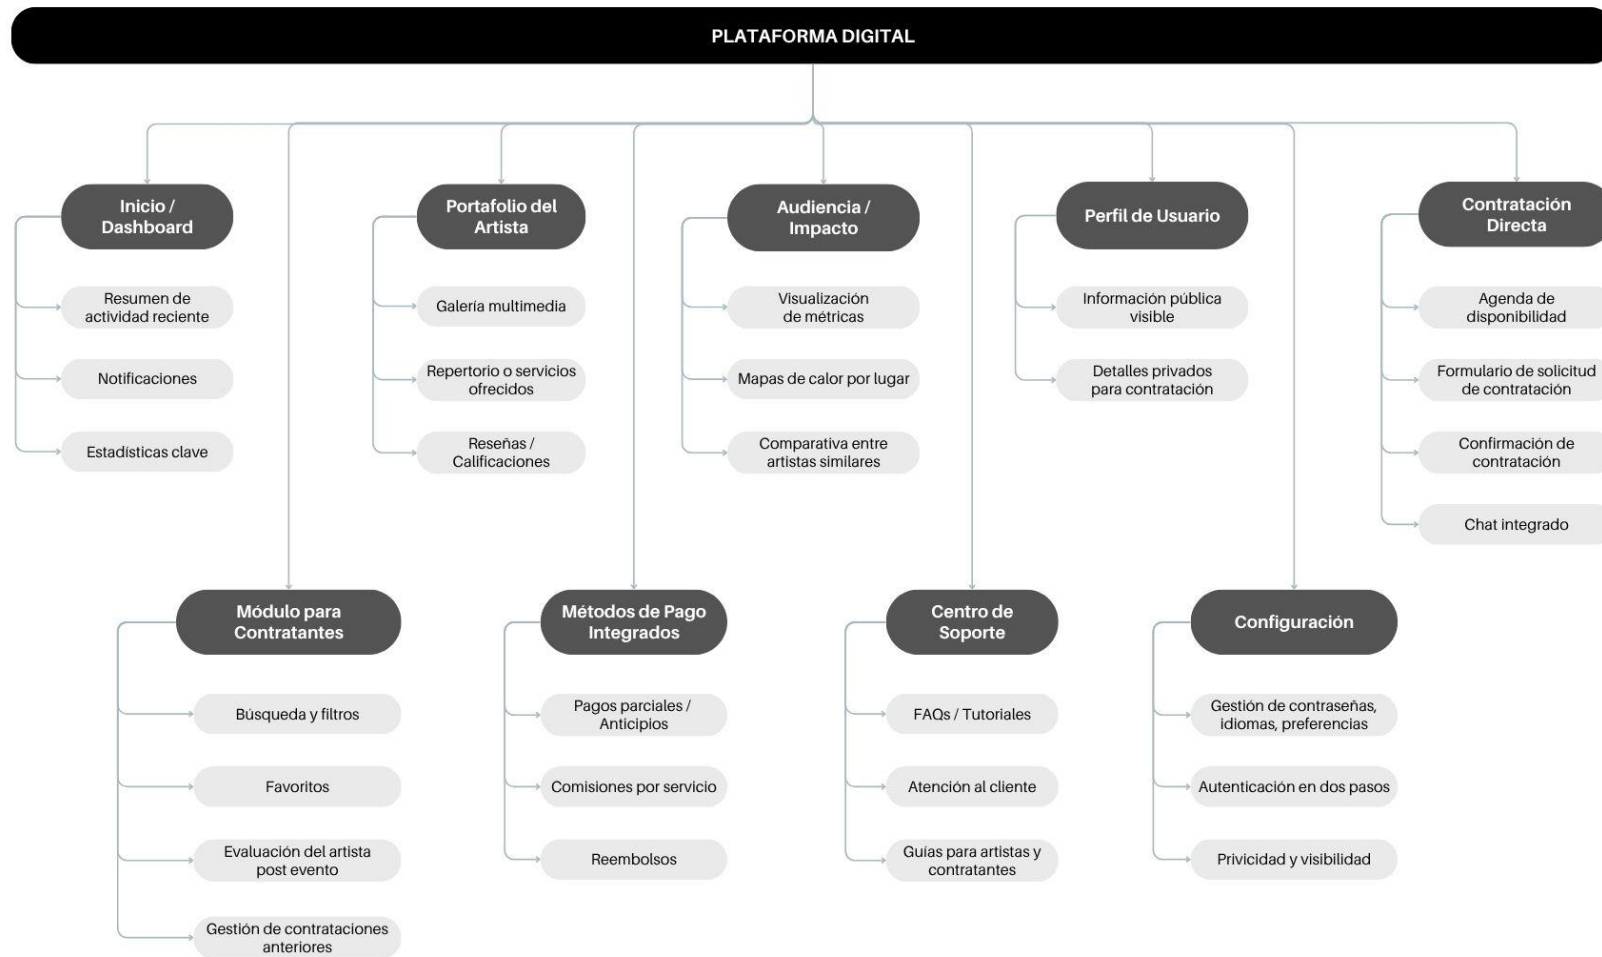 PLATAFORMA DIGITAL
Inicio /
Dashboard
Resumen de
actividad reciente
Notificaciones
Estadísticas clave
Portafolio del
Artista
Galería multimedia
Repertorio o servicios
ofrecidos
Reseñas /
Calificaciones
Audiencia /
Impacto
Visualización
de métricas
Mapas de calor por lugar
Comparativa entre
artistas similares
Perfil de Usuario
Información pública
visible
Detalles privados
para contratación
Contratación
Directa
Agenda de
disponibilidad
Formulario de solicitud
de contratación
Confirmación de
contratación
Chat integrado
Módulo para
Contratantes
Búsqueda y filtros
Favoritos
Evaluación del artista
post evento
Gestión de contrataciones
anteriores
Métodos de Pago
Integrados
Pagos parciales /
Anticipios
Comisiones por servicio
Reembolsos
Centro de
Soporte
FAQs / Tutoriales
Atención al cliente
Guías para artistas y
contratantes
Configuración
Gestión de contraseñas,
idiomas, preferencias
Autenticación en dos pasos
Privicidad y visibilidad